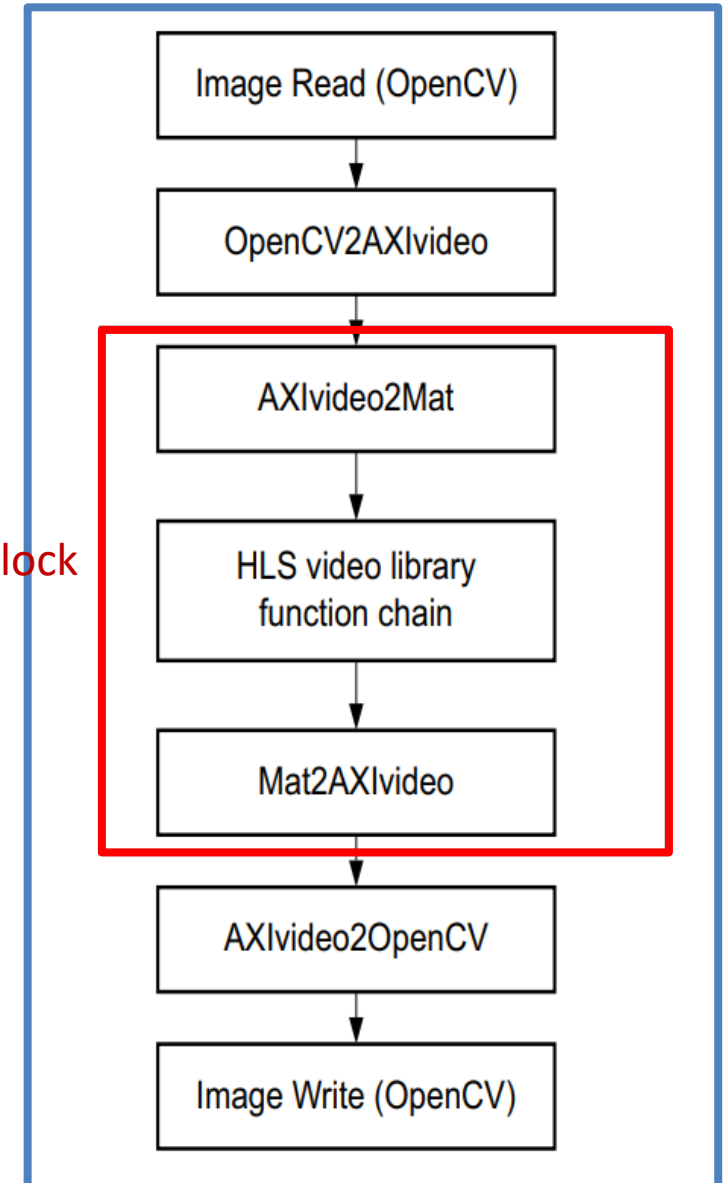 Image Read (OpenCV)
OpenCV2AXIvideo
AXIvideo2Mat
lock
HLS video library
function chain
Mat2AXIvideo
AXIvideo2OpenCV
Image Write (OpenCV)